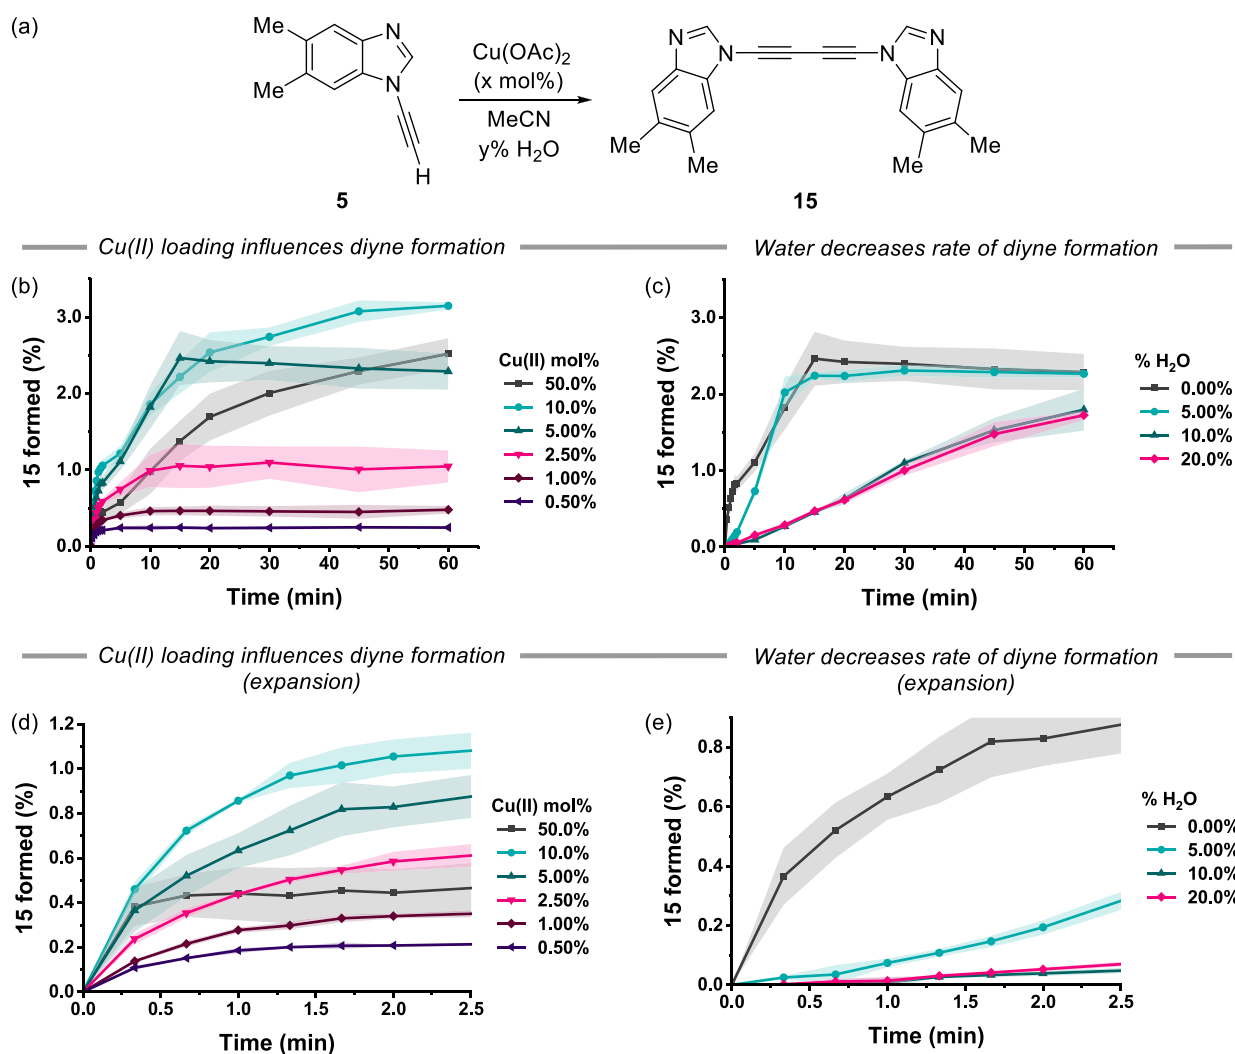 (a)
Me
Me
N
N
H
5
Cu(OAc)2
(x mol%)
MeCN
y% H2O
N
N
N
N
Me
Me
Me
Me
15
Cu(II) loading influences diyne formation
Water decreases rate of diyne formation
(b)
15 formed (%)
3.0
2.0
1.0
0.0
0 10 20 30 40 50 60
Time (min)
Cu(II) mol%
50.0%
10.0%
5.00%
2.50%
1.00%
0.50%
(c)
15 formed (%)
3.0
2.0
1.0
0.0
0 10 20 30 40 50 60
Time (min)
% H2O
0.00%
5.00%
10.0%
20.0%
Cu(II) loading influences diyne formation
(expansion)
Water decreases rate of diyne formation
(expansion)
(d)
15 formed (%)
1.2
1.0
0.8
0.6
0.4
0.2
0.0
0.0 0.5 1.0 1.5 2.0 2.5
Time (min)
Cu(II) mol%
50.0%
10.0%
5.00%
2.50%
1.00%
0.50%
(e)
15 formed (%)
0.8
0.6
0.4
0.2
0.0
0.0 0.5 1.0 1.5 2.0 2.5
Time (min)
% H2O
0.00%
5.00%
10.0%
20.0%